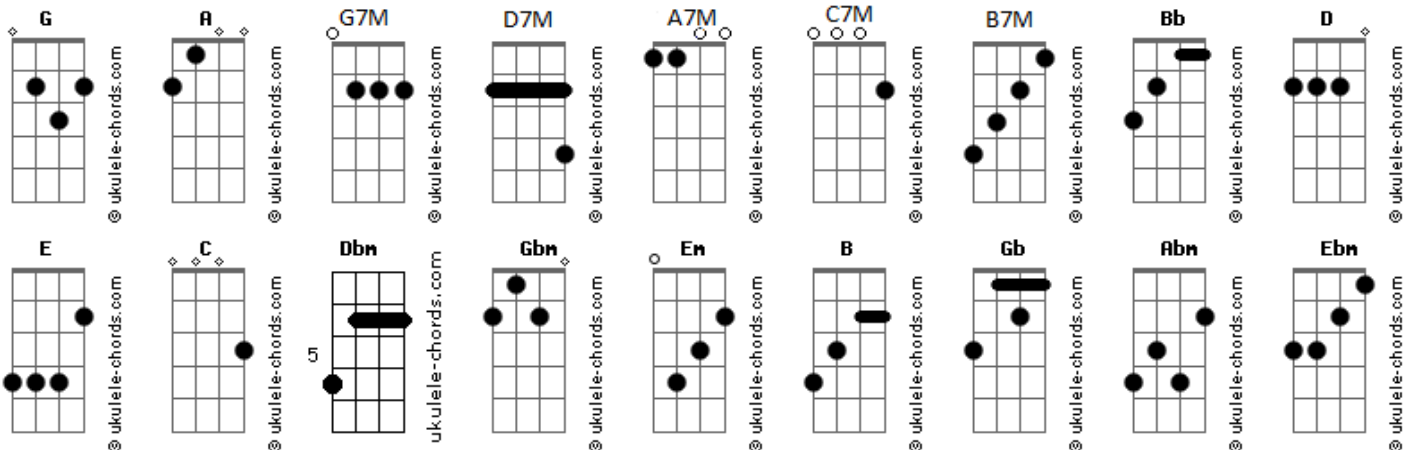 G A G7M D7M A7M C7M B7M Bb D
© ukulele-chords.com © ukulele-chords.com © ukulele-chords.com © ukulele-chords.com © ukulele-chords.com © ukulele-chords.com © ukulele-chords.com © ukulele-chords.com © ukulele-chords.com
E C Dbm Gbm Em B Gb Abm Ebm
5
© ukulele-chords.com © ukulele-chords.com ukulele-chords.com © ukulele-chords.com © ukulele-chords.com © ukulele-chords.com © ukulele-chords.com © ukulele-chords.com © ukulele-chords.com